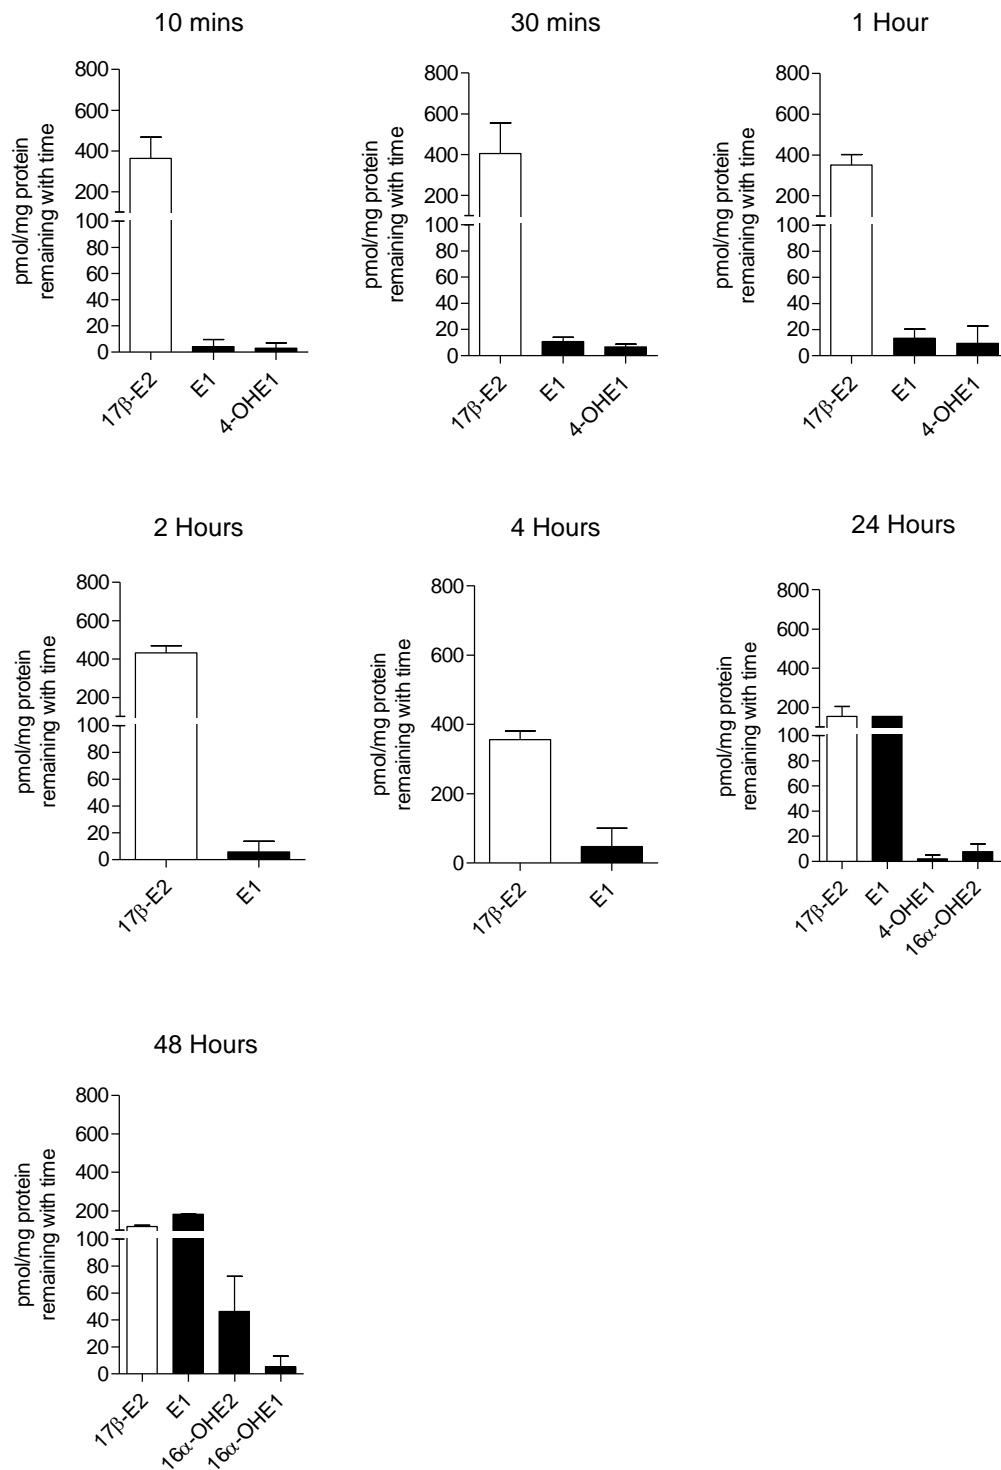 10 mins
pmol/mg protein
remaining with time
800
600
400
200
100
80
60
40
20
0
17β-E2
E1
4-OHE1
30 mins
pmol/mg protein
remaining with time
800
600
400
200
100
80
60
40
20
0
17β-E2
E1
4-OHE1
1 Hour
pmol/mg protein
remaining with time
800
600
400
200
100
80
60
40
20
0
17β-E2
E1
4-OHE1
2 Hours
pmol/mg protein
remaining with time
800
600
400
200
100
80
60
40
20
0
17β-E2
E1
4 Hours
pmol/mg protein
remaining with time
800
600
400
200
0
17β-E2
E1
24 Hours
pmol/mg protein
remaining with time
800
600
400
200
100
80
60
40
20
0
17β-E2
E1
4-OHE1
16α-OHE2
48 Hours
pmol/mg protein
remaining with time
800
600
400
200
100
80
60
40
20
0
17β-E2
E1
16α-OHE2
16α-OHE1